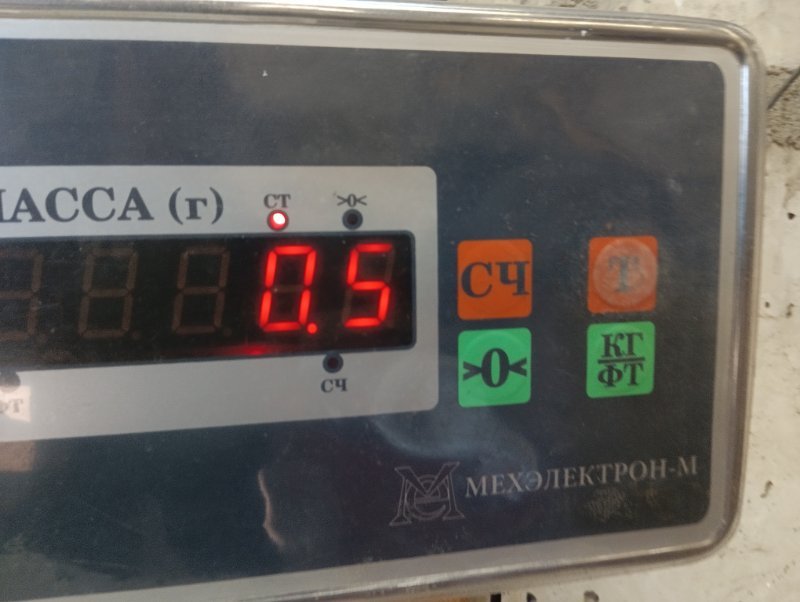 МАССА (г)
СТ >0<
0.5
СЧ
СЧ Т
>0< КГ/ФТ
МЕХЭЛЕКТРОН-М